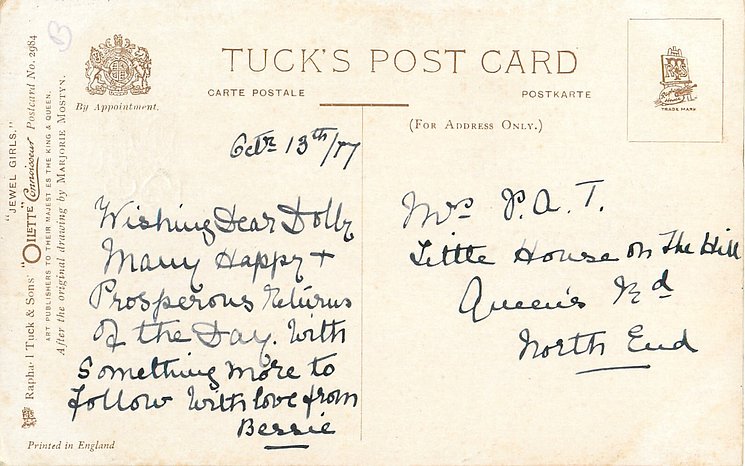 "JEWEL GIRLS."
Raphael Tuck & Sons' "OILETTE" Connoisseur Postcard No. 2984
ART PUBLISHERS TO THEIR MAJESTIES THE KING & QUEEN.
After the original drawing by MARJORIE MOSTYN.
By Appointment.
TUCK'S POST CARD
CARTE POSTALE
POSTKARTE
(FOR ADDRESS ONLY.)
TRADE MARK
Octr 13th/17
Wishing Dear Dolly
Many Happy +
Prosperous Returns
of the Day. With
Something more to
follow With love from
Bessie
Mrs P.A.T.
Little House on The Hill
Queen's Rd
North End
Printed in England